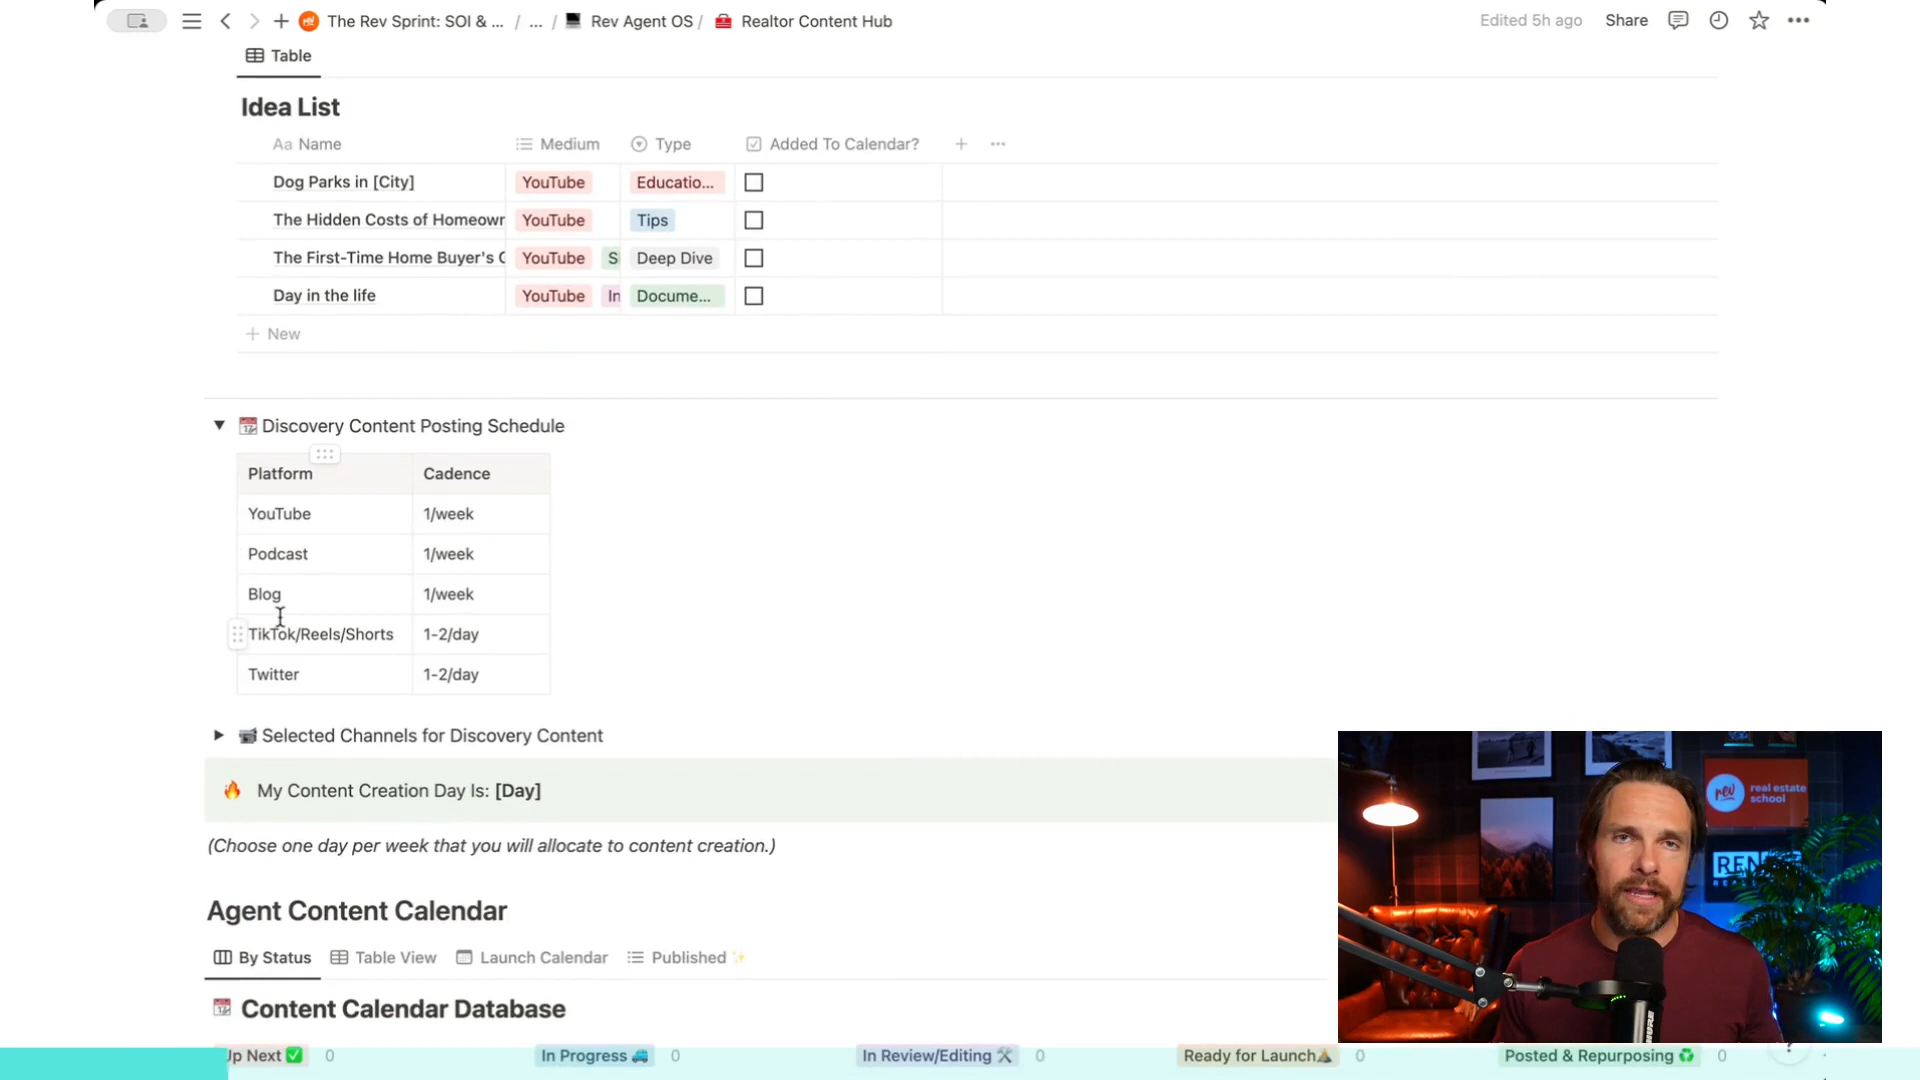 The Rev Sprint: SOI & ... / ... / Rev Agent OS / Realtor Content Hub Edited 5h ago Share
Table
Idea List
Aa Name Medium Type Added To Calendar?
Dog Parks in [City] YouTube Educatio...
The Hidden Costs of Homeowr YouTube Tips
The First-Time Home Buyer's YouTube S Deep Dive
Day in the life YouTube In Docume...
+ New
Discovery Content Posting Schedule
Platform Cadence
YouTube 1/week
Podcast 1/week
Blog 1/week
TikTok/Reels/Shorts 1-2/day
Twitter 1-2/day
Selected Channels for Discovery Content
My Content Creation Day Is: [Day]
(Choose one day per week that you will allocate to content creation.)
rev real estate
school
REN
Agent Content Calendar
By Status Table View Launch Calendar Published
Content Calendar Database
SHURE
Up Next 0 In Progress 0 In Review/Editing 0 Ready for Launch 0 Posted & Repurposing 0